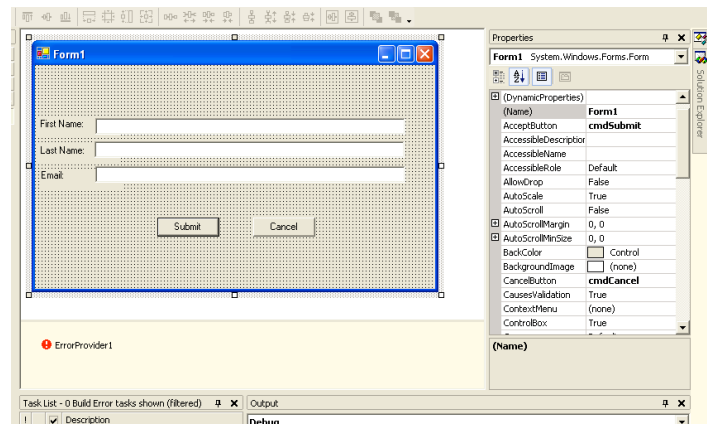 Form1
First Name:
Last Name:
Email:
Submit
Cancel
ErrorProvider1
Properties
Form1 System.Windows.Forms.Form
(DynamicProperties)
(Name) Form1
AcceptButton cmdSubmit
AccessibleDescription
AccessibleName
AccessibleRole Default
AllowDrop False
AutoScale True
AutoScroll False
AutoScrollMargin 0, 0
AutoScrollMinSize 0, 0
BackColor Control
BackgroundImage (none)
CancelButton cmdCancel
CausesValidation True
ContextMenu (none)
ControlBox True
(Name)
Solution Explorer
Task List - 0 Build Error tasks shown (filtered)
! Description
Output
Debug